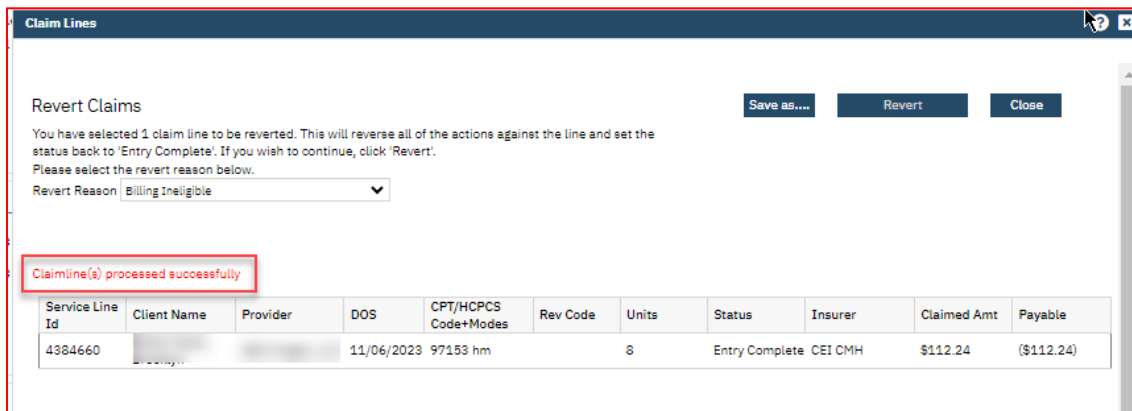 Claim Lines
Revert Claims
Save as....
Revert
Close
You have selected 1 claim line to be reverted. This will reverse all of the actions against the line and set the
status back to 'Entry Complete'. If you wish to continue, click 'Revert'.
Please select the revert reason below.
Revert Reason Billing Ineligible
Claimline(s) processed successfully
Service Line Id Client Name Provider DOS CPT/HCPCS Code+Modes Rev Code Units Status Insurer Claimed Amt Payable
4384660 11/06/2023 97153 hm 8 Entry Complete CEI CMH $112.24 ($112.24)